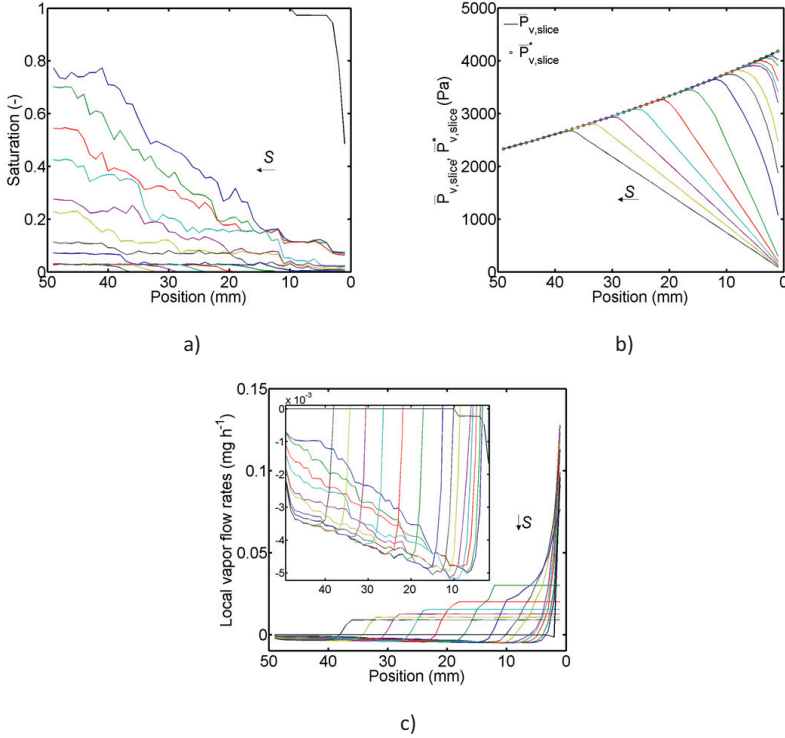 1
0.8
0.6
0.4
0.2
0
Saturation (-)
S
50 40 30 20 10 0
Position (mm)
a)
5000
4000
3000
2000
1000
0
P̅v,slice, P̅*v,slice (Pa)
P̅v,slice
P̅*v,slice
S
50 40 30 20 10 0
Position (mm)
b)
0.15
0.1
0.05
0
Local vapor flow rates (mg h⁻¹)
x 10⁻³
0
-1
-2
-3
-4
-5
40 30 20 10
S
50 40 30 20 10 0
Position (mm)
c)